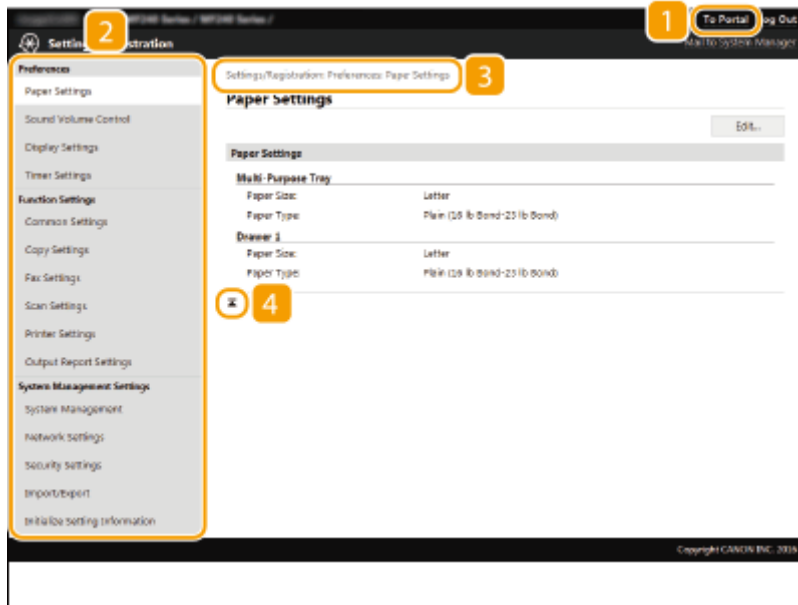 MF240 Series / MF240 Series /
1
To Portal
Log Out
2
Mail to System Manager
Preferences
Paper Settings
Sound Volume Control
Display Settings
Timer Settings
Function Settings
Common Settings
Copy Settings
Fax Settings
Scan Settings
Printer Settings
Output Report Settings
System Management Settings
System Management
Network Settings
Security Settings
Import/Export
Initialize Setting Information
Settings/Registration: Preferences: Paper Settings
3
Paper Settings
Edit...
Paper Settings
Multi-Purpose Tray
Paper Size: Letter
Paper Type: Plain (16 lb Bond-23 lb Bond)
Drawer 1
Paper Size: Letter
Paper Type: Plain (16 lb Bond-23 lb Bond)
4
Copyright CANON INC. 2016